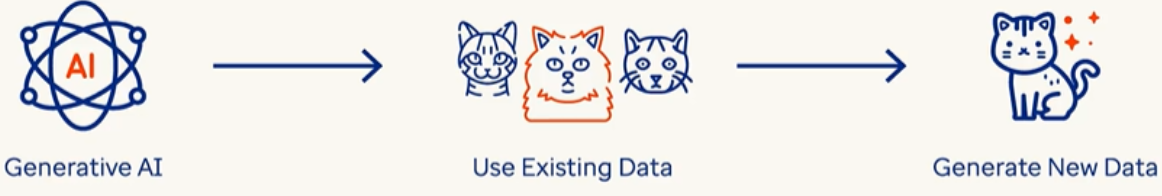 AI
Generative AI
Use Existing Data
Generate New Data